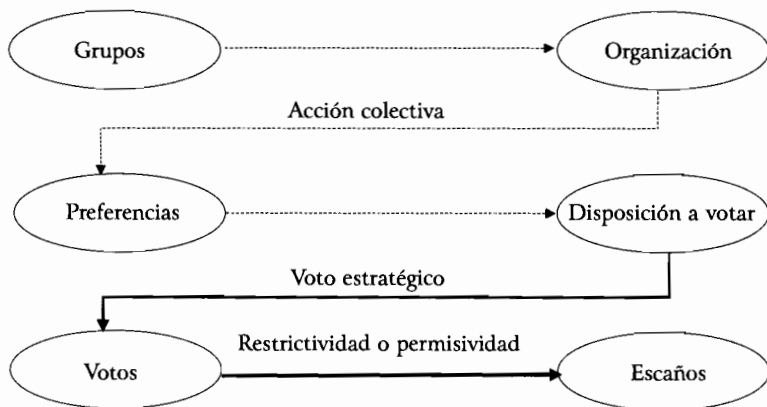 Grupos
Organización
Acción colectiva
Preferencias
Disposición a votar
Voto estratégico
Restrictividad o permisividad
Votos
Escaños